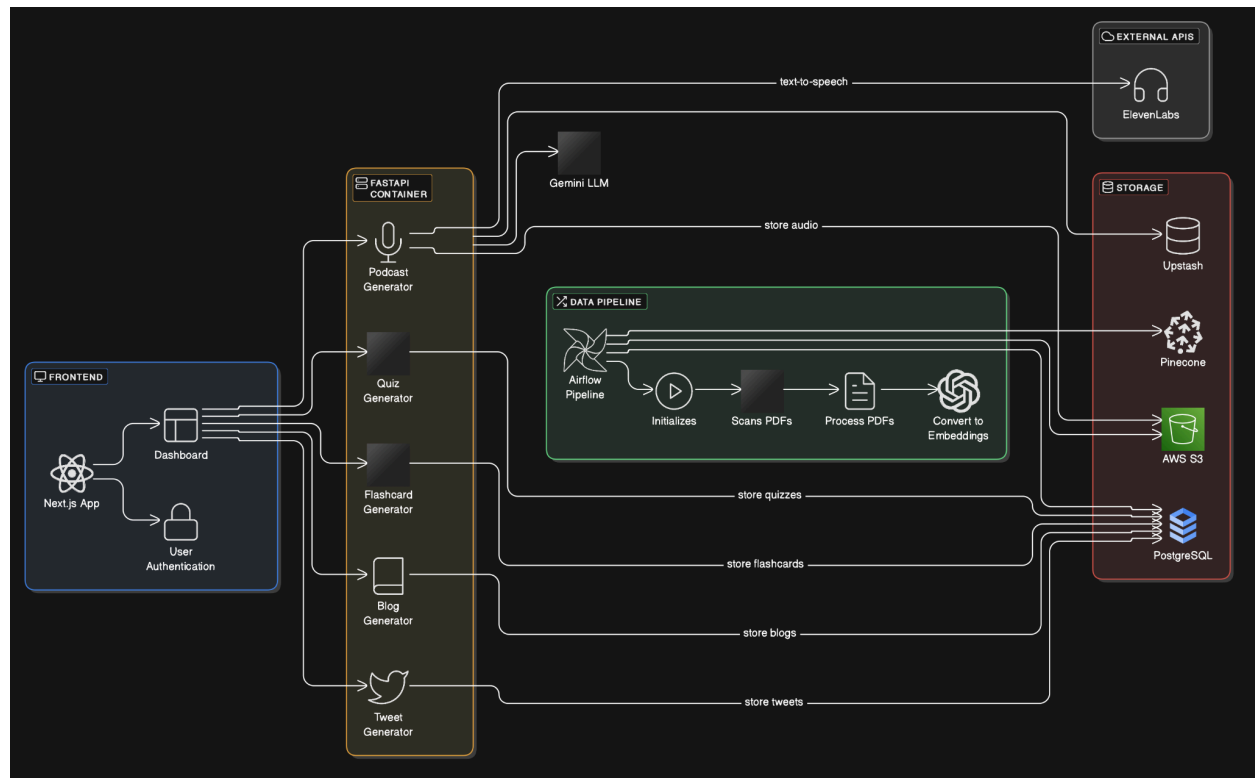 EXTERNAL APIS
text-to-speech
ElevenLabs
Gemini LLM
FASTAPI
CONTAINER
STORAGE
store audio
Podcast
Generator
Upstash
DATA PIPELINE
Airflow
Pipeline
Initializes
Scans PDFs
Process PDFs
Convert to
Embeddings
Pinecone
FRONTEND
Quiz
Generator
Dashboard
AWS S3
Next.js App
Flashcard
Generator
store quizzes
User
Authentication
PostgreSQL
store flashcards
Blog
Generator
store blogs
store tweets
Tweet
Generator